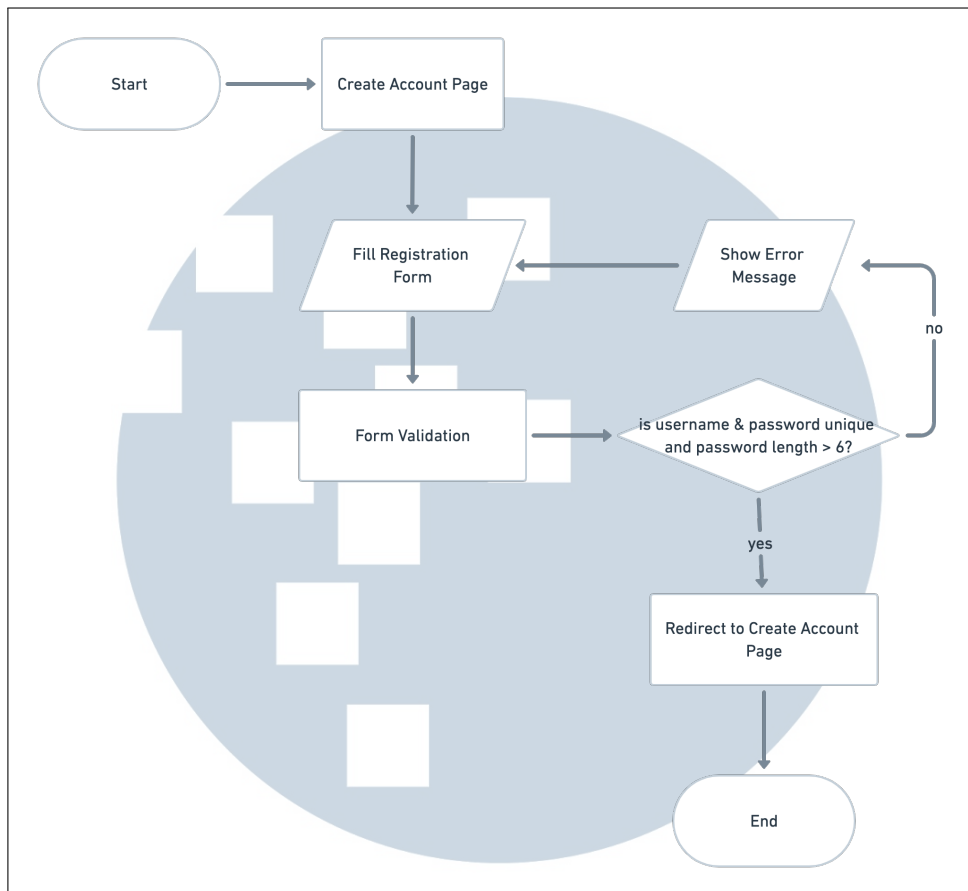 Start
Create Account Page
Fill Registration
Form
Show Error
Message
no
Form Validation
is username & password unique
and password length > 6?
yes
Redirect to Create Account
Page
End